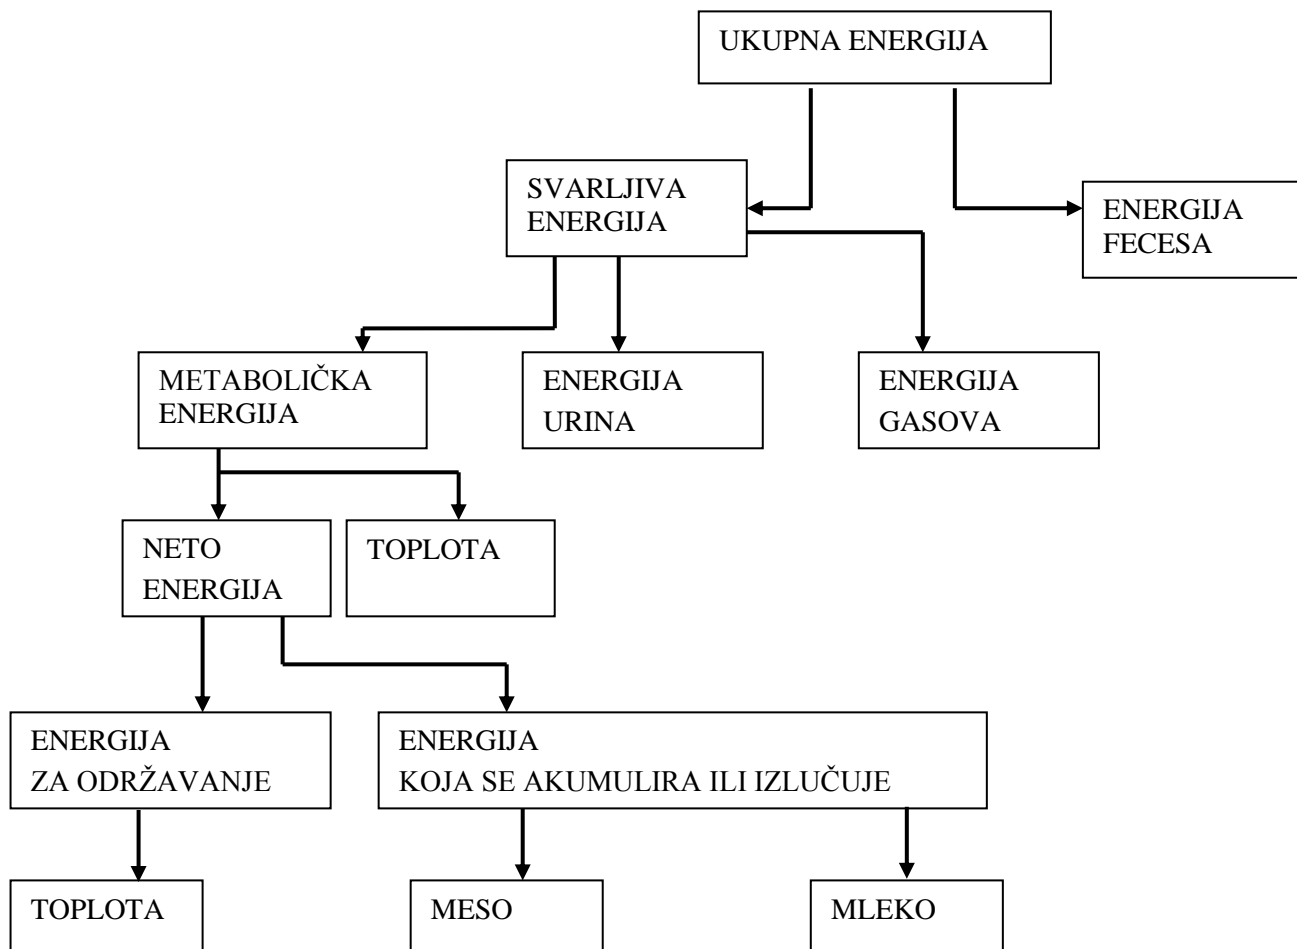 UKUPNA ENERGIJA
SVARLJIVA
ENERGIJA
ENERGIJA
FECESA
METABOLIČKA
ENERGIJA
ENERGIJA
URINA
ENERGIJA
GASOVA
NETO
ENERGIJA
TOPLOTA
ENERGIJA
ZA ODRŽAVANJE
ENERGIJA
KOJA SE AKUMULIRA ILI IZLUČUJE
TOPLOTA
MESO
MLEKO